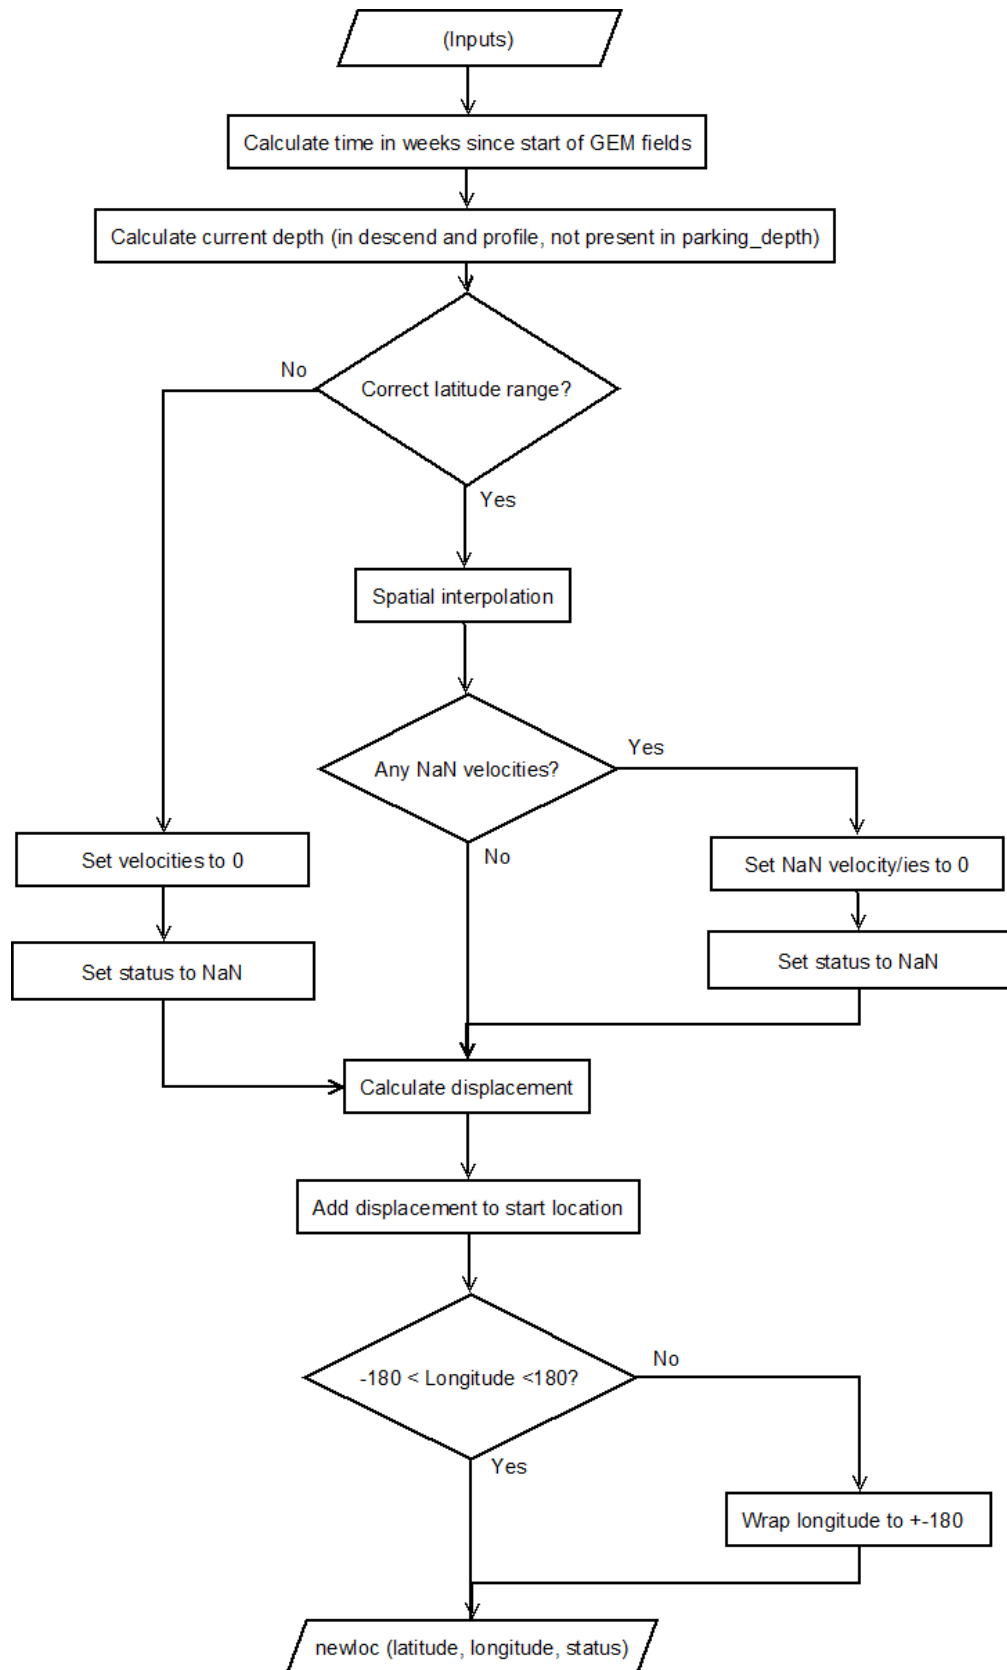 (Inputs)
Calculate time in weeks since start of GEM fields
Calculate current depth (in descend and profile, not present in parking_depth)
No
Correct latitude range?
Yes
Spatial interpolation
Yes
Any NaN velocities?
No
Set velocities to 0
Set NaN velocity/ies to 0
Set status to NaN
Set status to NaN
Calculate displacement
Add displacement to start location
No
-180 < Longitude <180?
Yes
Wrap longitude to +-180
newloc (latitude, longitude, status)